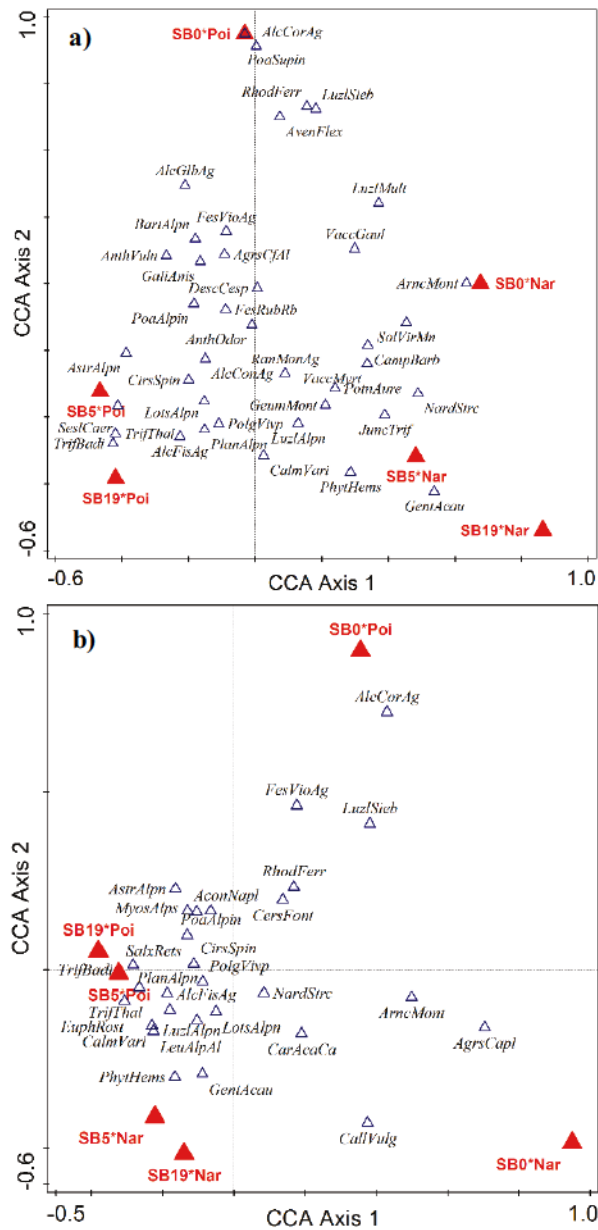 1.0
a)
SB0*Poi
AlcCorAg
PoaSupin
RhodFerr
LuzlSieb
AvenFlex
AlcGlbAg
LuzlMult
BartAlpn
FesVioAg
VaccGaul
AnthVuln
AgrsCfAl
GaliAnis
DescCesp
ArncMont
SB0*Nar
PoaAlpin
FesRubRb
AnthOdor
SolVirMn
RanMonAg
CampBarb
AstrAlpn
CirsSpin
AlcConAg
VaccMyrt
PotnAure
SB5*Poi
LotsAlpn
GeumMont
NardStrc
SeslCaer
TrifThal
PolgVivp
LuzlAlpn
JuncTrif
TrifBadi
AlcFisAg
PlanAlpn
SB5*Nar
SB19*Poi
CalmVari
PhytHems
GentAcau
SB19*Nar
CCA Axis 2
-0.6
-0.6
CCA Axis 1
1.0
1.0
b)
SB0*Poi
AlcCorAg
FesVioAg
LuzlSieb
RhodFerr
AstrAlpn
AconNapl
MyosAlps
PoaAlpin
CersFont
SB19*Poi
SalxRets
CirsSpin
TrifBadi
PolgVivp
PlanAlpn
SB5*Poi
AlcFisAg
NardStrc
ArncMont
TrifThal
EuphRost
LuzlAlpn
LotsAlpn
AgrsCapl
CalmVarl
LeuAlpAl
CarAcaCa
PhytHems
GentAcau
SB5*Nar
CallVulg
SB19*Nar
SB0*Nar
CCA Axis 2
-0.6
-0.5
CCA Axis 1
1.0